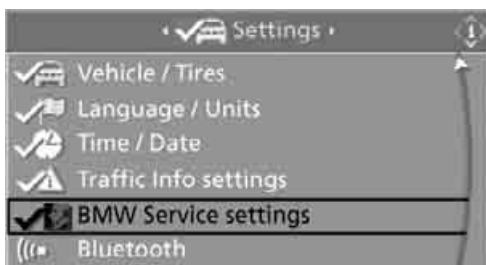 Settings
Vehicle / Tires
Language / Units
Time / Date
Traffic Info settings
BMW Service settings
Bluetooth